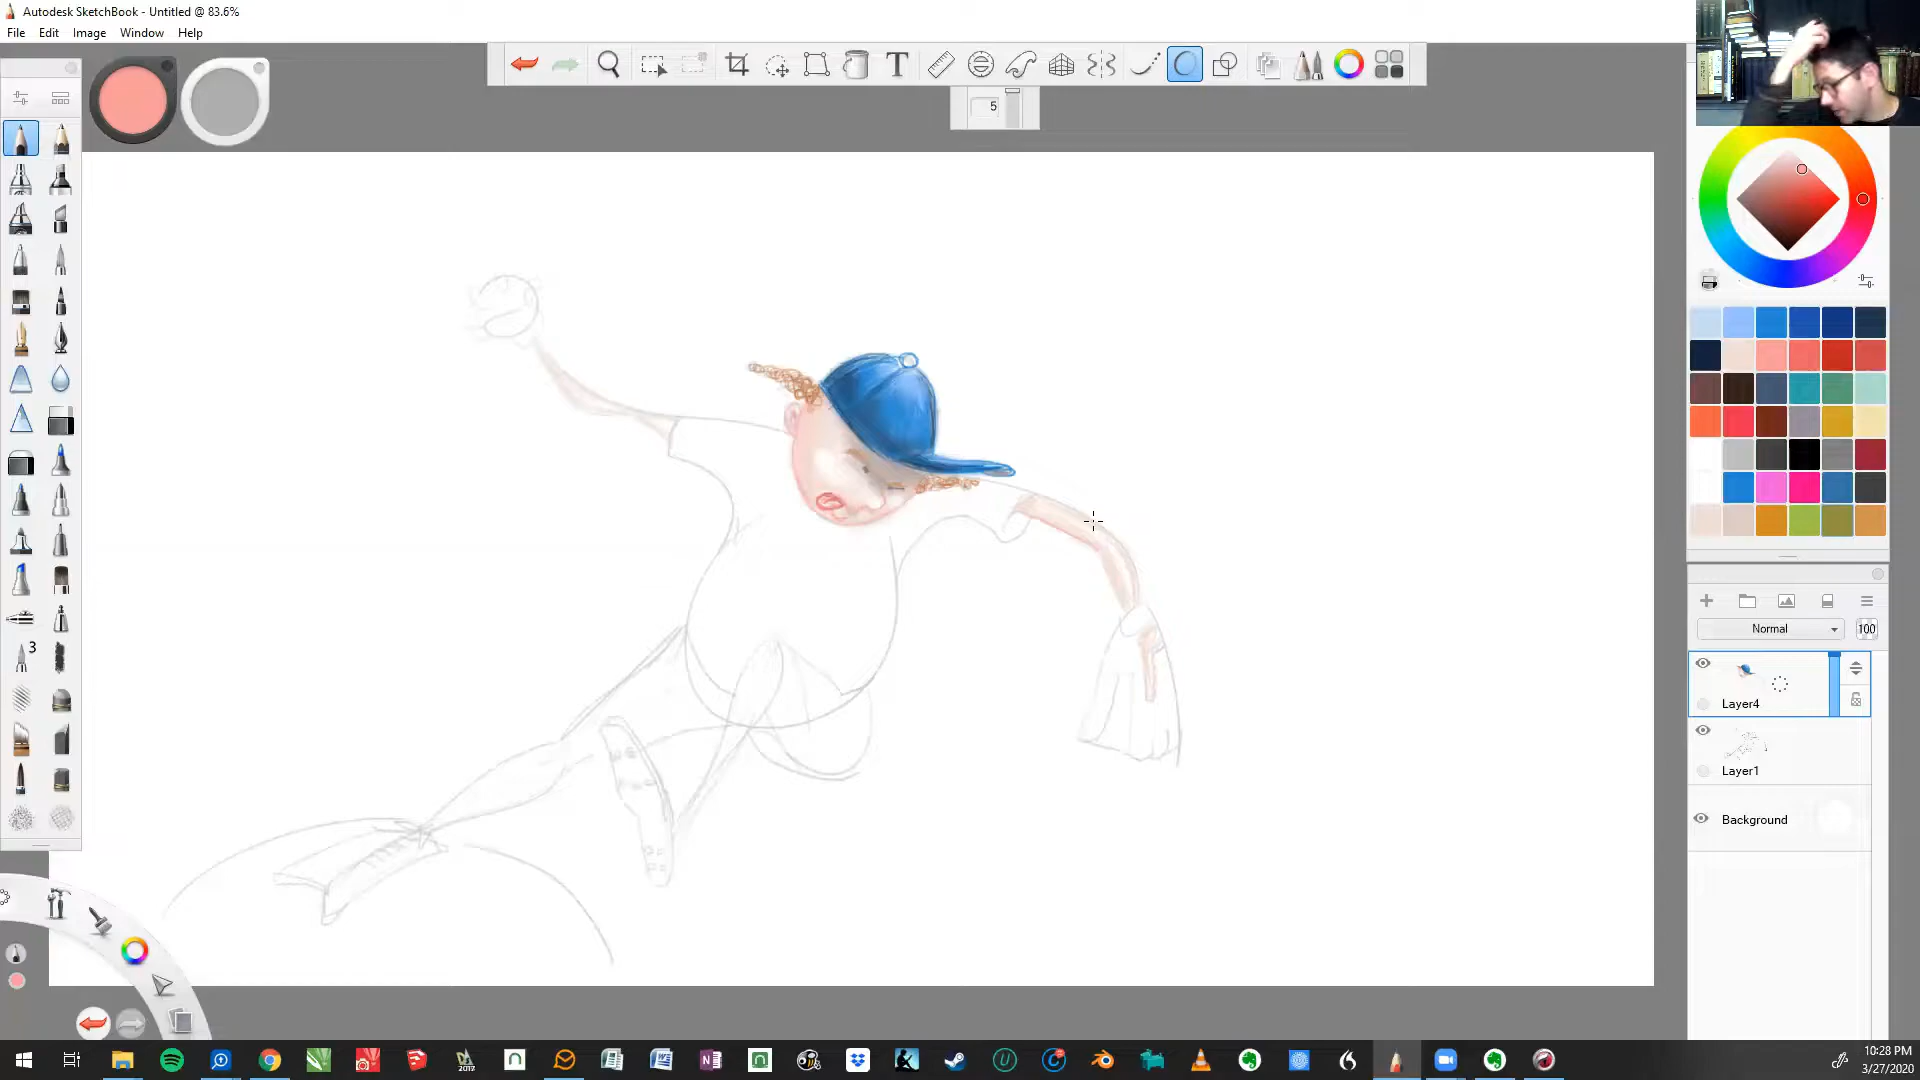 Autodesk SketchBook - Untitled @ 83.6%
File Edit Image Window Help
T
5
3
Normal 100
Layer4
Layer1
Background
2017
10:28 PM
3/27/2020